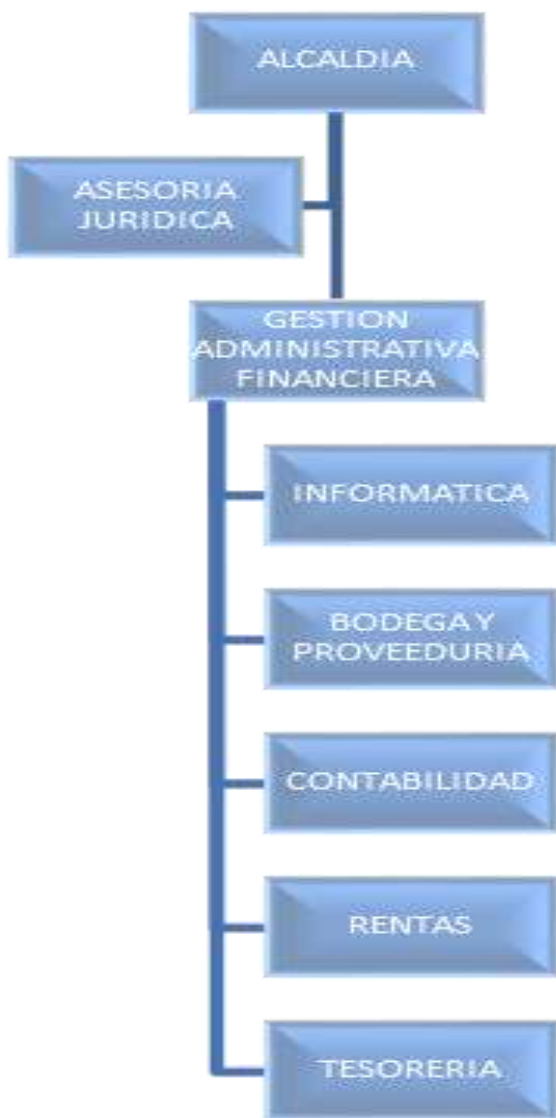 ALCALDIA
ASESORIA
JURIDICA
GESTION
ADMINISTRATIVA
FINANCIERA
INFORMATICA
BODEGA Y
PROVEEDURIA
CONTABILIDAD
RENTAS
TESORERIA